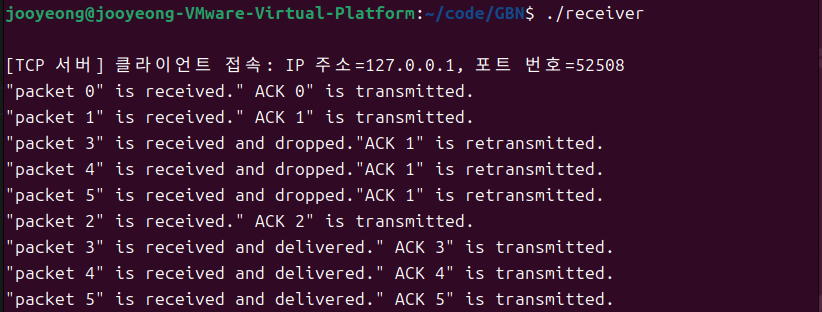 jooyeong@jooyeong-VMware-Virtual-Platform:~/code/GBN$ ./receiver
[TCP 서버] 클라이언트 접속: IP 주소=127.0.0.1, 포트 번호=52508
"packet 0" is received." ACK 0" is transmitted.
"packet 1" is received." ACK 1" is transmitted.
"packet 3" is received and dropped."ACK 1" is retransmitted.
"packet 4" is received and dropped."ACK 1" is retransmitted.
"packet 5" is received and dropped."ACK 1" is retransmitted.
"packet 2" is received." ACK 2" is transmitted.
"packet 3" is received and delivered." ACK 3" is transmitted.
"packet 4" is received and delivered." ACK 4" is transmitted.
"packet 5" is received and delivered." ACK 5" is transmitted.